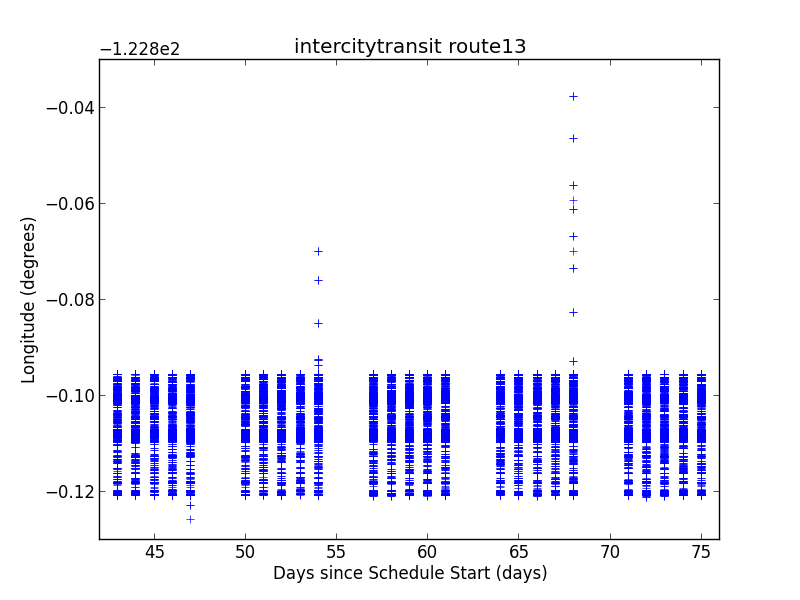 intercitytransit route13
−1.228e2
−0.04
−0.06
−0.08
−0.10
−0.12
Longitude (degrees)
45 50 55 60 65 70 75
Days since Schedule Start (days)